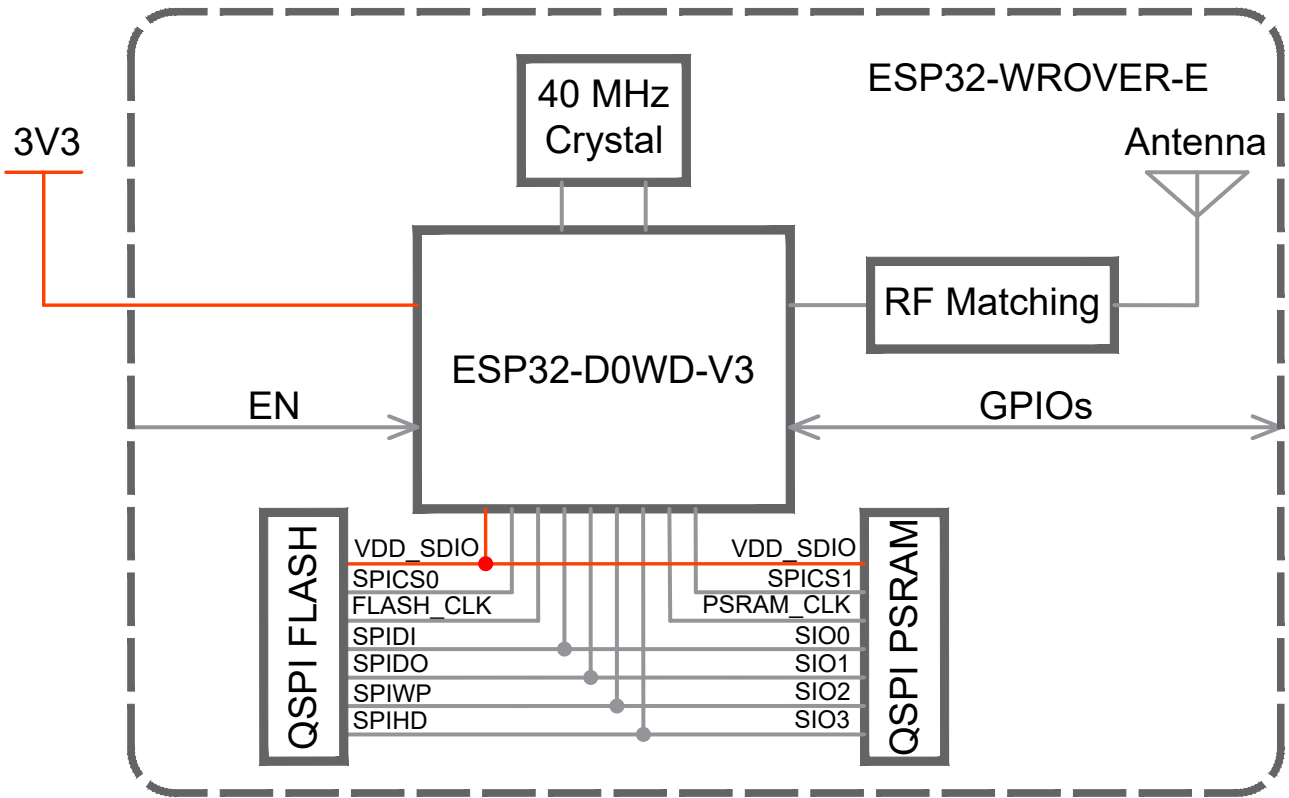 ESP32-WROVER-E
40 MHz
Crystal
3V3
Antenna
RF Matching
ESP32-D0WD-V3
EN
GPIOs
QSPI FLASH
VDD_SDIO
SPICS0
FLASH_CLK
SPIDI
SPIDO
SPIWP
SPIHD
VDD_SDIO
SPICS1
PSRAM_CLK
SIO0
SIO1
SIO2
SIO3
QSPI PSRAM